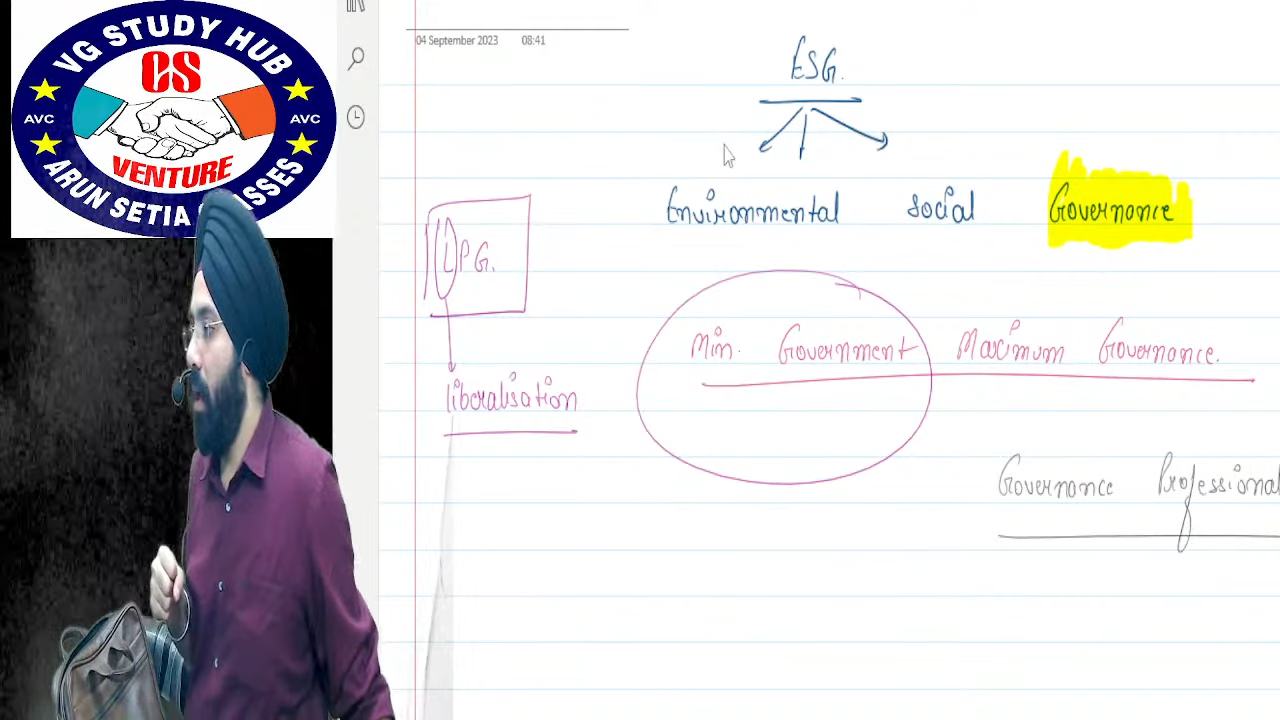 VG STUDY HUB
CS
AVC
AVC
VENTURE
ARUN SETIA
04 September 2023 08:41
ESG.
Environmental social Governance
LPG.
Min. Government Maximum Governance.
liberalisation
Governance Professional